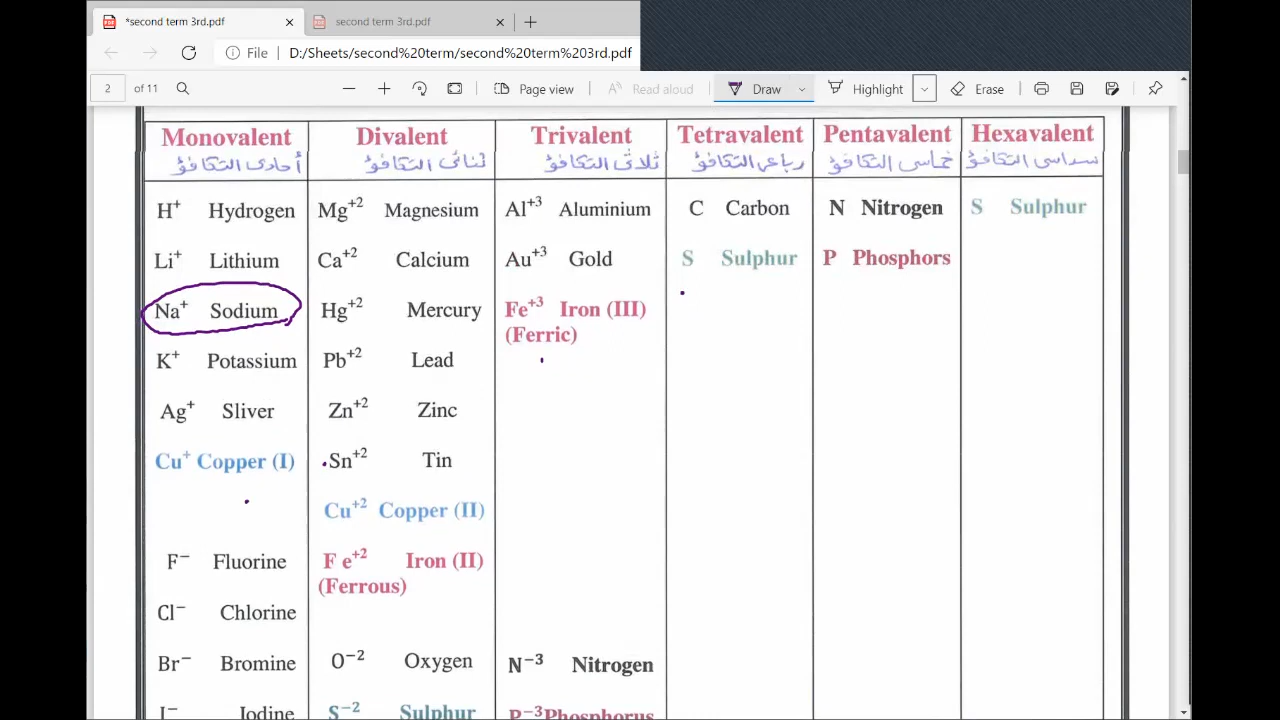 *second term 3rd.pdf
second term 3rd.pdf
File D:/Sheets/second%20term/second%20term%203rd.pdf
2 of 11 Page view Read aloud Draw Highlight Erase
Monovalent Divalent Trivalent Tetravalent Pentavalent Hexavalent
أحادى التكافؤ ثنائى التكافؤ ثلاثى التكافؤ رباعى التكافؤ خماسى التكافؤ سداسى التكافؤ
H+ Hydrogen Mg+2 Magnesium Al+3 Aluminium C Carbon N Nitrogen S Sulphur
Li+ Lithium Ca+2 Calcium Au+3 Gold S Sulphur P Phosphors
Na+ Sodium Hg+2 Mercury Fe+3 Iron (III)
(Ferric)
K+ Potassium Pb+2 Lead
Ag+ Sliver Zn+2 Zinc
Cu+ Copper (I) Sn+2 Tin
Cu+2 Copper (II)
F− Fluorine F e+2 Iron (II)
(Ferrous)
Cl− Chlorine
Br− Bromine O−2 Oxygen N−3 Nitrogen
I− Iodine S−2 Sulphur P−3Phosphorus